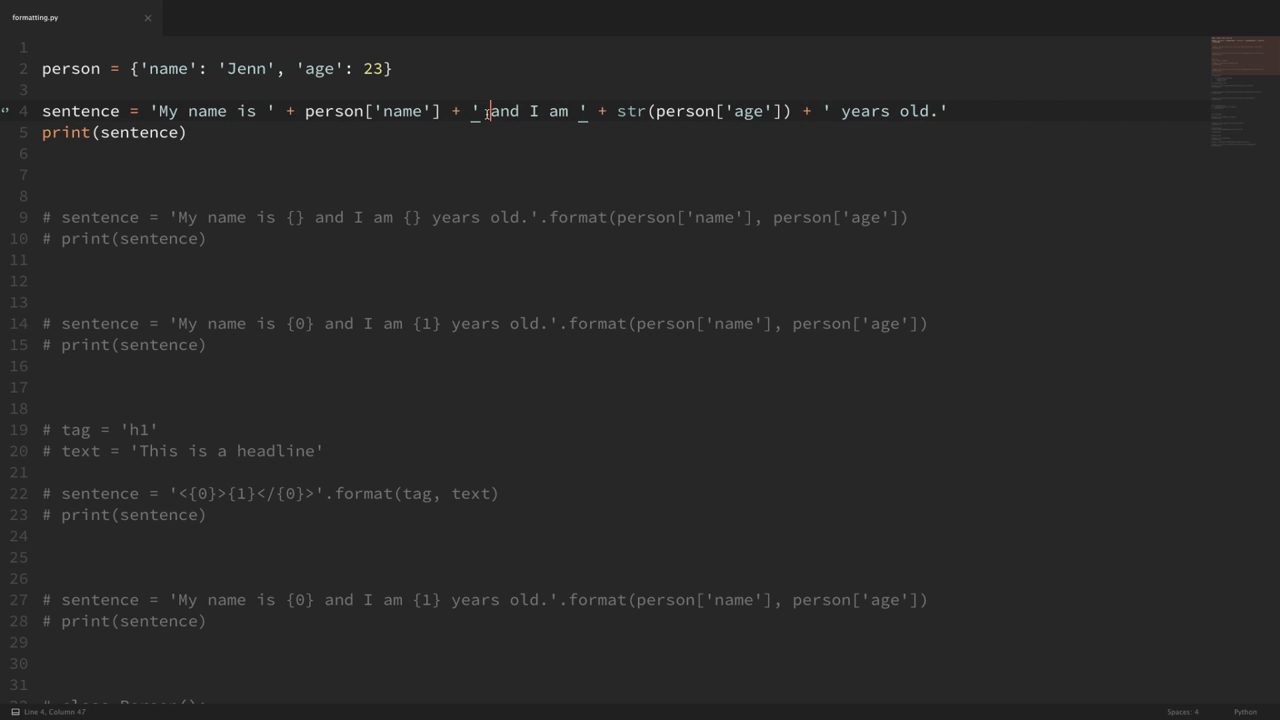 formatting.py ×
1
2 person = {'name': 'Jenn', 'age': 23}
3
4 sentence = 'My name is ' + person['name'] + ' and I am ' + str(person['age']) + ' years old.'
5 print(sentence)
6
7
8
9 # sentence = 'My name is {} and I am {} years old.'.format(person['name'], person['age'])
10 # print(sentence)
11
12
13
14 # sentence = 'My name is {0} and I am {1} years old.'.format(person['name'], person['age'])
15 # print(sentence)
16
17
18
19 # tag = 'h1'
20 # text = 'This is a headline'
21
22 # sentence = '<{0}>{1}</{0}>'.format(tag, text)
23 # print(sentence)
24
25
26
27 # sentence = 'My name is {0} and I am {1} years old.'.format(person['name'], person['age'])
28 # print(sentence)
29
30
31
32 # class Person():
Line 4, Column 47 Spaces: 4 Python